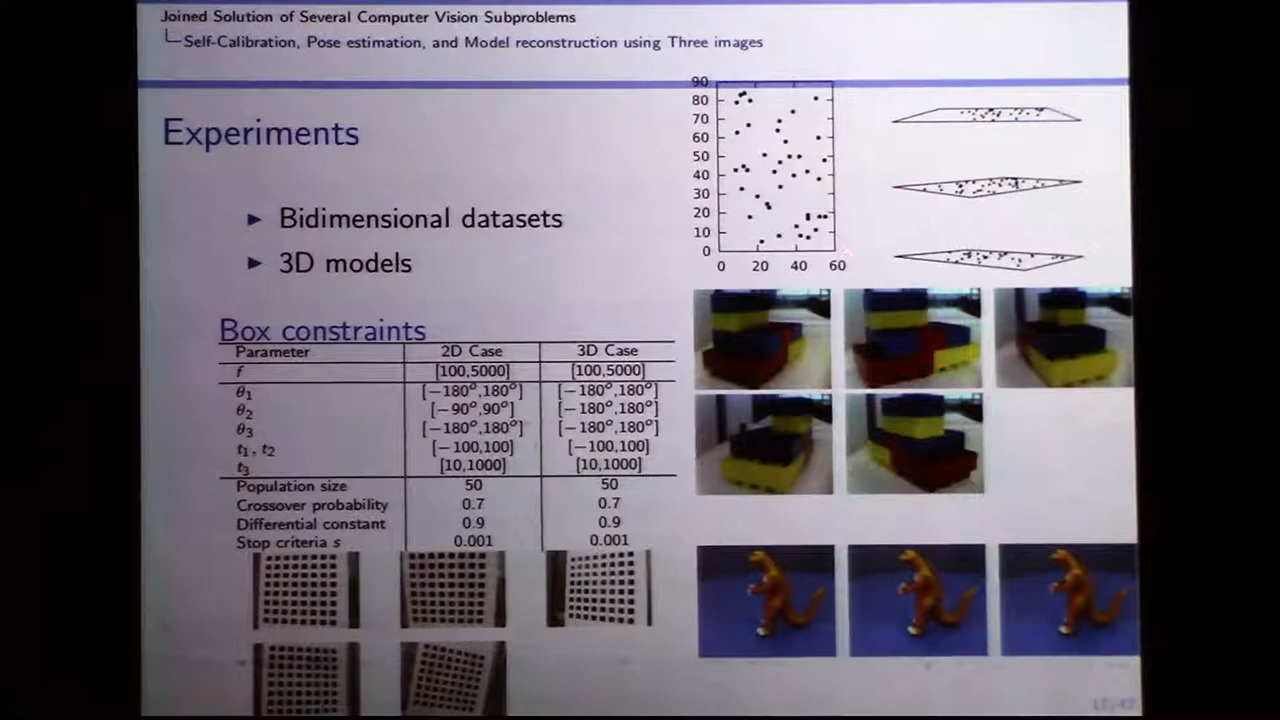 Joined Solution of Several Computer Vision Subproblems
Self-Calibration, Pose estimation, and Model reconstruction using Three images
Experiments
► Bidimensional datasets
► 3D models
90
80
70
60
50
40
30
20
10
0
0 20 40 60
Box constraints
Parameter 2D Case 3D Case
f [100,5000] [100,5000]
θ₁ [−180°,180°] [−180°,180°]
θ₂ [−90°,90°] [−180°,180°]
θ₃ [−180°,180°] [−180°,180°]
t₁, t₂ [−100,100] [−100,100]
t₃ [10,1000] [10,1000]
Population size 50 50
Crossover probability 0.7 0.7
Differential constant 0.9 0.9
Stop criteria s 0.001 0.001